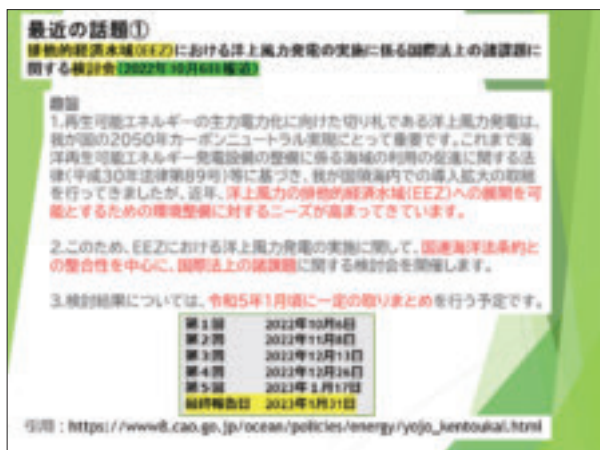 最近の話題①
排他的経済水域(EEZ)における洋上風力発電の実施に係る国際法上の諸課題に
関する検討会(2022年10月6日報道)
趣旨
1.再生可能エネルギーの主力電力化に向けた切り札である洋上風力発電は、
我が国の2050年カーボンニュートラル実現にとって重要です。これまで海
洋再生可能エネルギー発電設備の整備に係る海域の利用の促進に関する法
律(平成30年法律第89号)等に基づき、我が国領海内での導入拡大の取組
を行ってきましたが、近年、洋上風力の排他的経済水域(EEZ)への展開を可
能とするための環境整備に対するニーズが高まってきています。
2.このため、EEZにおける洋上風力発電の実施に関して、国連海洋法条約と
の整合性を中心に、国際法上の諸課題に関する検討会を開催します。
3.検討結果については、令和5年1月頃に一定の取りまとめを行う予定です。
第1回 2022年10月6日
第2回 2022年11月8日
第3回 2022年12月13日
第4回 2022年12月26日
第5回 2023年1月17日
最終報告日 2023年1月31日
引用：https://www8.cao.go.jp/ocean/policies/energy/yojo_kentoukai.html